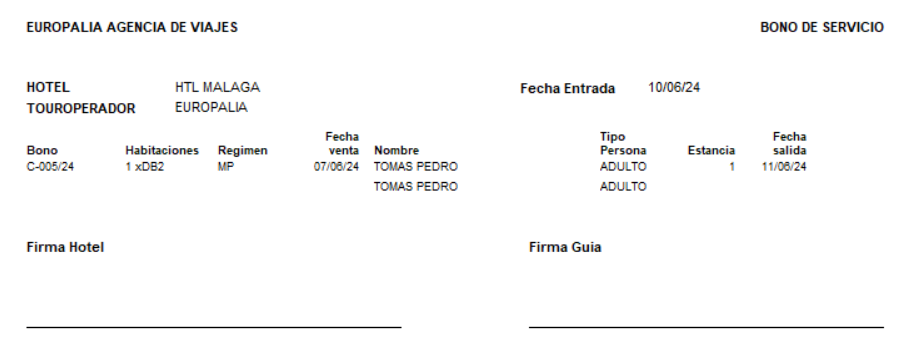 EUROPALIA AGENCIA DE VIAJES BONO DE SERVICIO
HOTEL HTL MALAGA Fecha Entrada 10/06/24
TOUROPERADOR EUROPALIA
Bono Habitaciones Regimen Fecha venta Nombre Tipo Persona Estancia Fecha salida
C-005/24 1 xDB2 MP 07/06/24 TOMAS PEDRO ADULTO 1 11/06/24
TOMAS PEDRO ADULTO
Firma Hotel Firma Guia